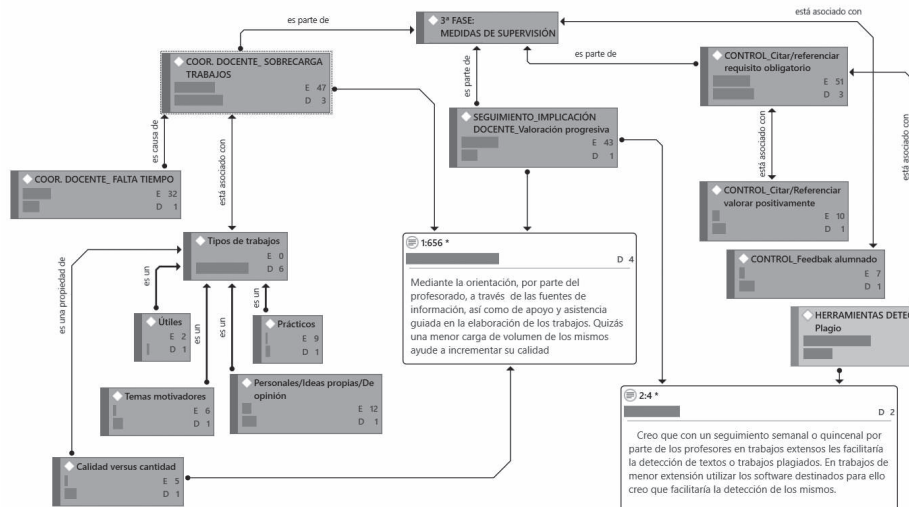 es parte de
3ª FASE:
MEDIDAS DE SUPERVISIÓN
está asociado con
COOR. DOCENTE_ SOBRECARGA
TRABAJOS
E 47
D 3
es parte de
es parte de
CONTROL_Citar/referenciar
requisito obligatorio
E 51
D 3
SEGUIMIENTO_IMPLICACIÓN
DOCENTE_Valoración progresiva
E 43
D 1
es causa de
está asociado con
está asociado con
está asociado con
COOR. DOCENTE_ FALTA TIEMPO
E 32
D 1
CONTROL_Citar/Referenciar
valorar positivamente
E 10
D 1
Tipos de trabajos
E 0
D 6
1:656 *
D 4
Mediante la orientación, por parte del
profesorado, a través de las fuentes de
información, así como de apoyo y asistencia
guiada en la elaboración de los trabajos. Quizás
una menor carga de volumen de los mismos
ayude a incrementar su calidad
CONTROL_Feedbak alumnado
E 7
D 1
es una propiedad de
es un
es un
es un
es un
Útiles
E 2
D 1
Prácticos
E 9
D 1
HERRAMIENTAS DETE
Plagio
Temas motivadores
E 6
D 1
Personales/Ideas propias/De
opinión
E 12
D 1
2:4 *
D 2
Creo que con un seguimiento semanal o quincenal por
parte de los profesores en trabajos extensos les facilitaría
la detección de textos o trabajos plagiados. En trabajos de
menor extensión utilizar los software destinados para ello
creo que facilitaría la detección de los mismos.
Calidad versus cantidad
E 5
D 1